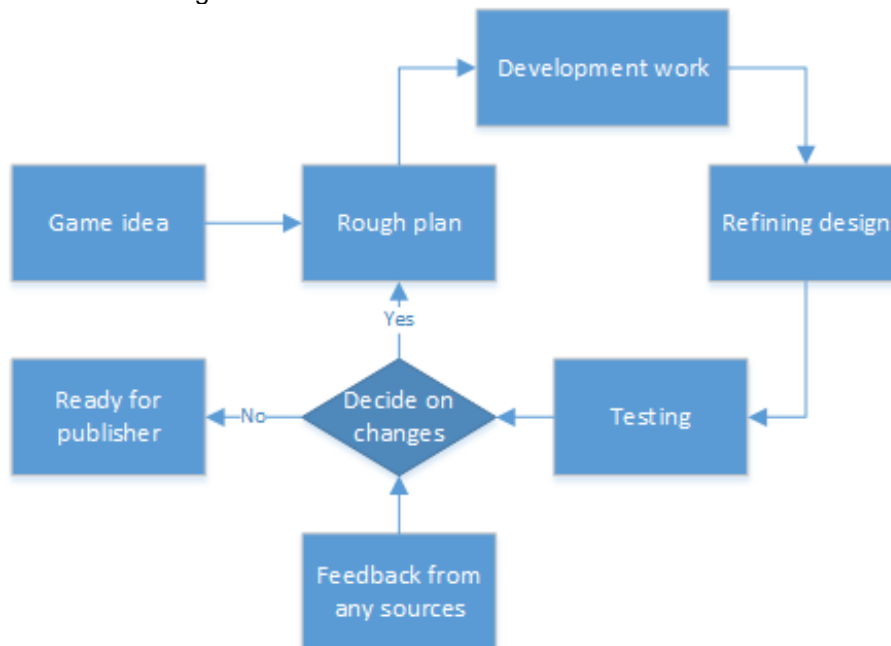 Development work
Game idea
Rough plan
Refining design
Yes
Ready for
publisher
No
Decide on
changes
Testing
Feedback from
any sources